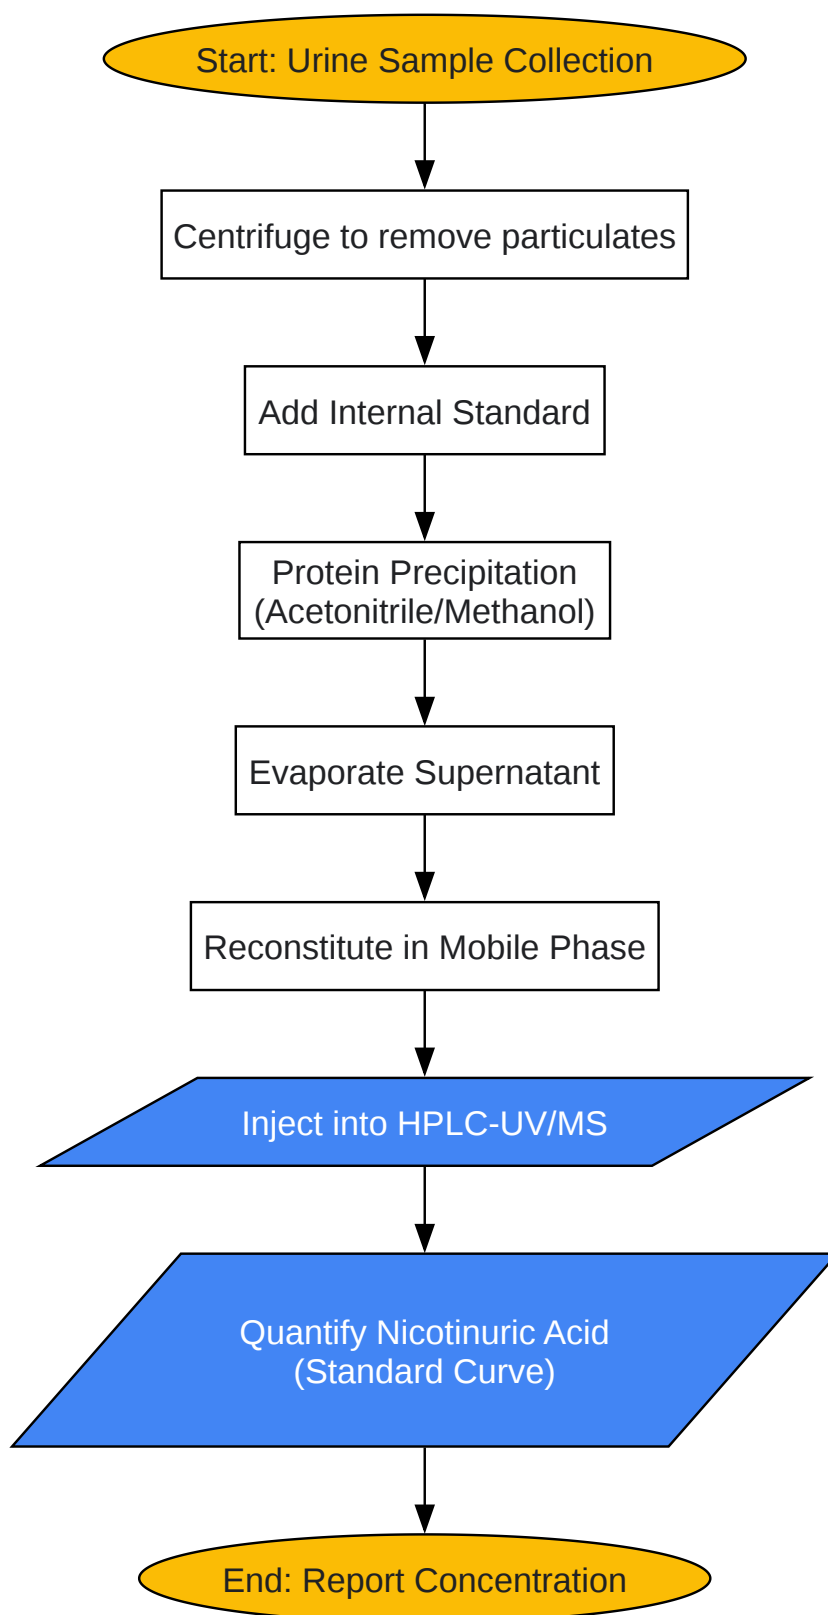 Start: Urine Sample Collection
Centrifuge to remove particulates
Add Internal Standard
Protein Precipitation
(Acetonitrile/Methanol)
Evaporate Supernatant
Reconstitute in Mobile Phase
Inject into HPLC-UV/MS
Quantify Nicotinuric Acid
(Standard Curve)
End: Report Concentration